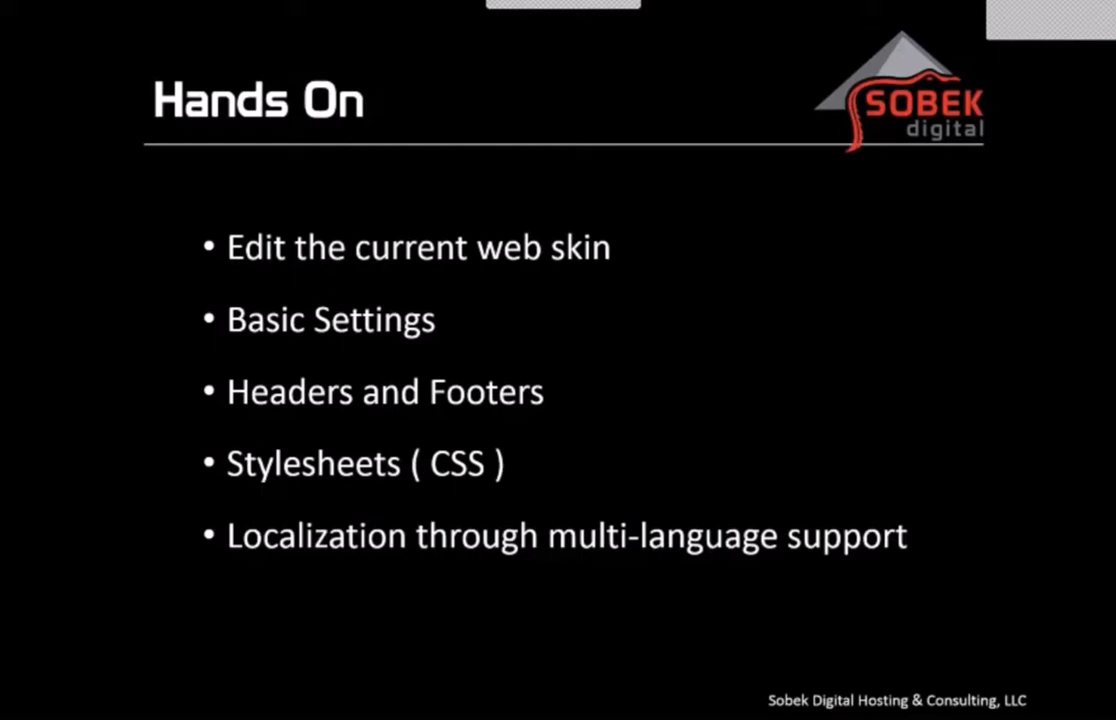 Hands On
SOBEK
digital
• Edit the current web skin
• Basic Settings
• Headers and Footers
• Stylesheets ( CSS )
• Localization through multi-language support
Sobek Digital Hosting & Consulting, LLC